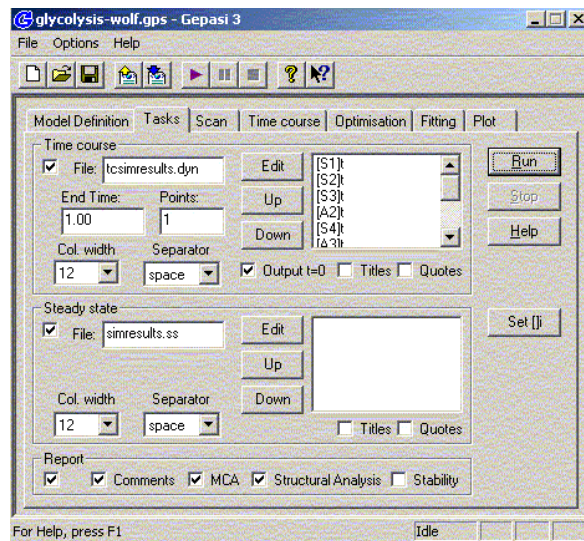 glycolysis-wolf.gps - Gepasi 3
File Options Help
Model Definition Tasks Scan Time course Optimisation Fitting Plot
Time course
File: tcsimresults.dyn
End Time: Points:
1.00 1
Col. width Separator
12 space
Edit
Up
Down
[S1]t
[S2]t
[S3]t
[A2]t
[S4]t
[A3]t
Output t=0 Titles Quotes
Run
Stop
Help
Steady state
File: simresults.ss
Col. width Separator
12 space
Edit
Up
Down
Titles Quotes
Set []i
Report
Comments MCA Structural Analysis Stability
For Help, press F1 Idle